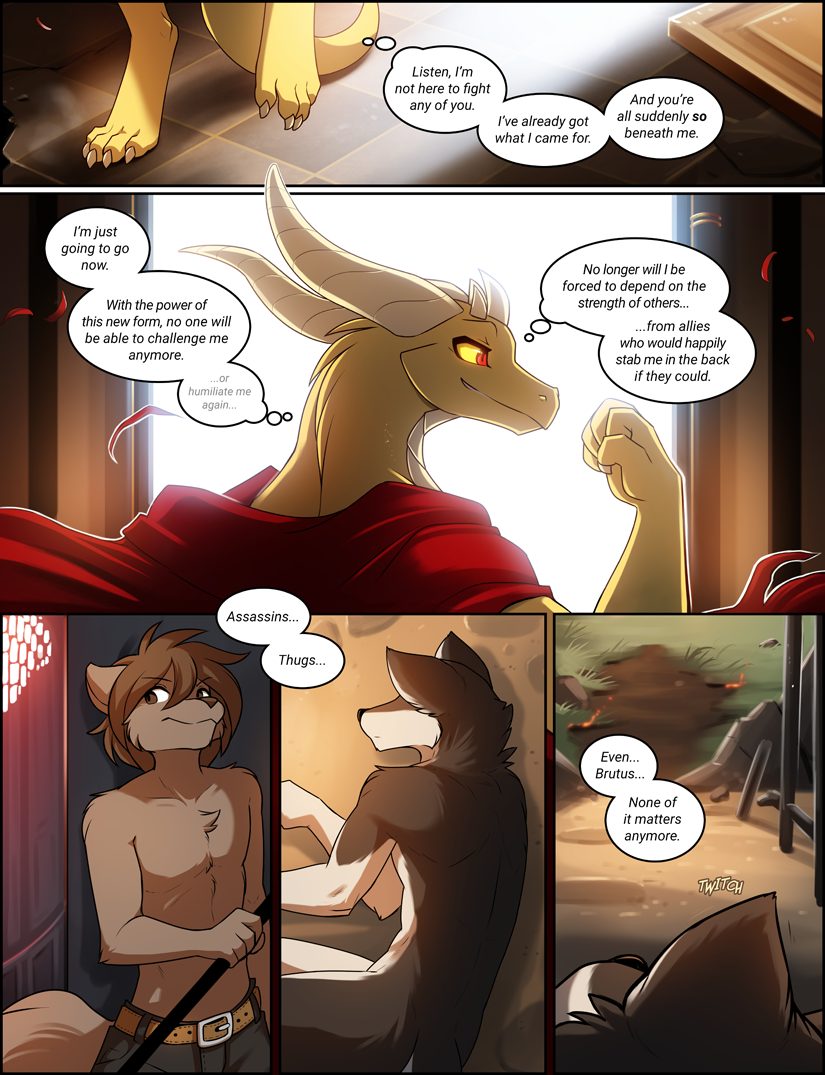 Listen, I'm
not here to fight
any of you.
I've already got
what I came for.
And you're
all suddenly so
beneath me.
I'm just
going to go
now.
With the power of
this new form, no one will
be able to challenge me
anymore.
...or
humiliate me
again...
No longer will I be
forced to depend on the
strength of others...
...from allies
who would happily
stab me in the back
if they could.
Assassins...
Thugs...
Even...
Brutus...
None of
it matters
anymore.
TWITCH